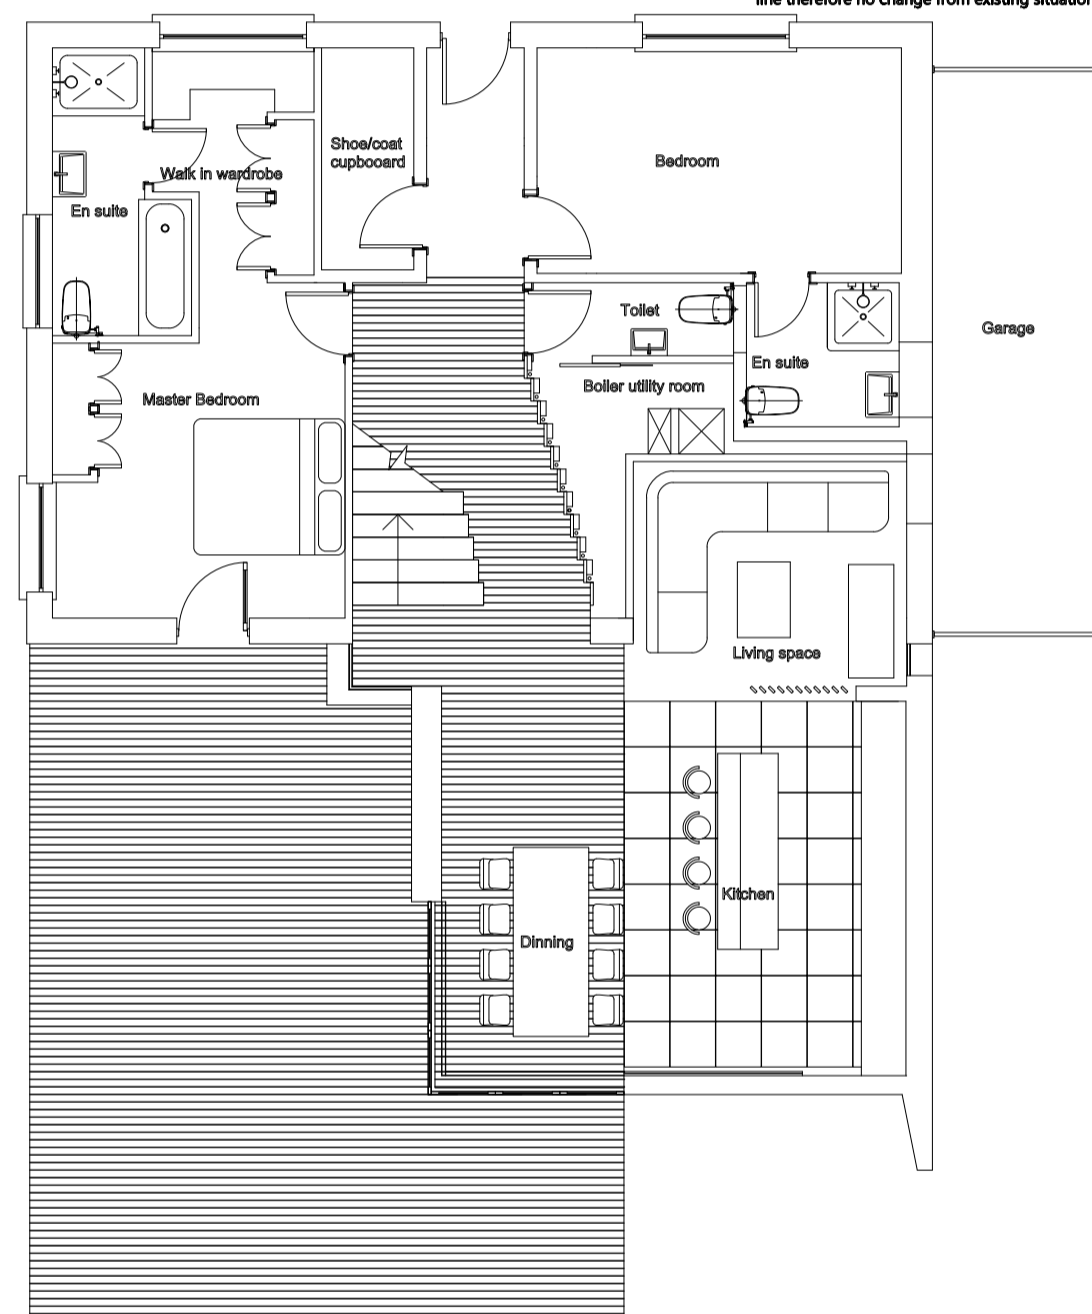 line therefore no change from existing situation
Shoe/coat
cupbooard
Bedroom
Walk in wardrobe
En suite
Toilet
Garage
En suite
Boiler utility room
Master Bedroom
Living space
Kitchen
Dinning